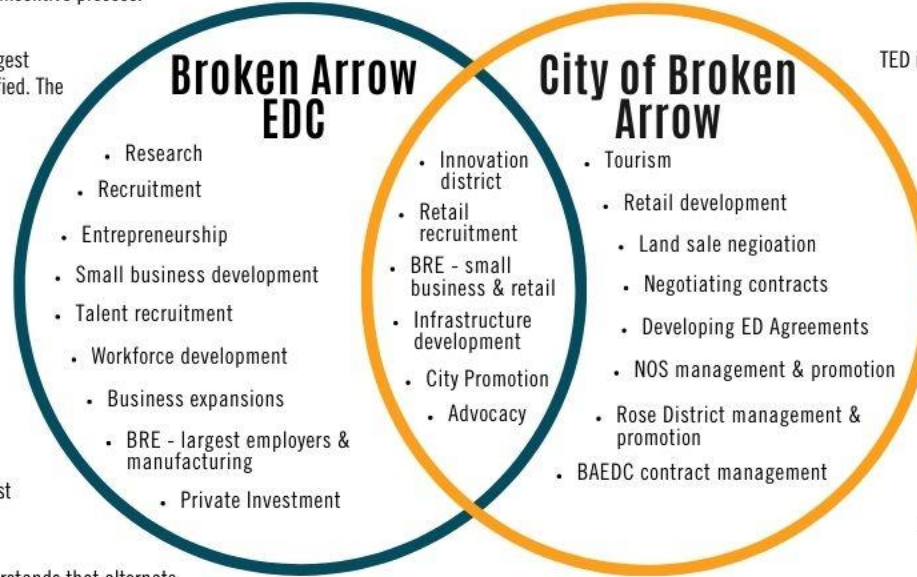 Broken Arrow
EDC
Research
Recruitment
Entrepreneurship
Small business development
Talent recruitment
Workforce development
Business expansions
BRE - largest employers &
manufacturing
Private Investment
Innovation
district
Retail
recruitment
BRE - small
business & retail
Infrastructure
development
City Promotion
Advocacy
City of Broken
Arrow
Tourism
Retail development
Land sale negioation
Negotiating contracts
Developing ED Agreements
NOS management & promotion
Rose District management &
promotion
BAEDC contract management
fied. The
TED